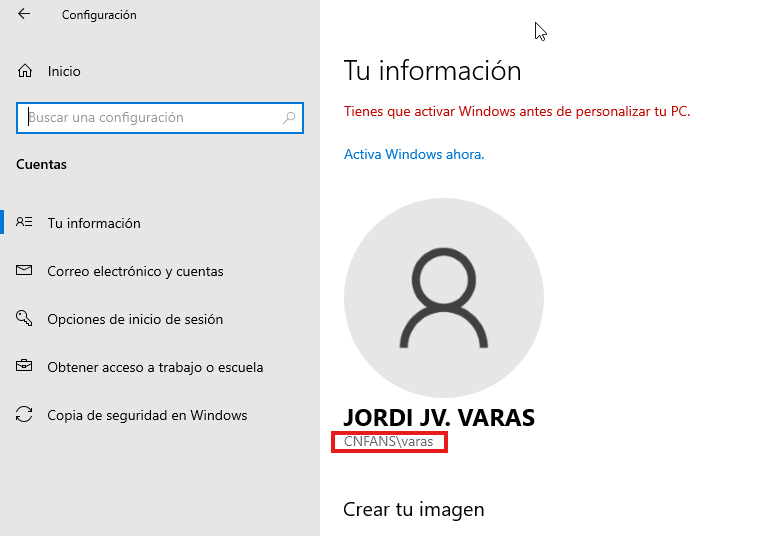 Configuración
Inicio
Buscar una configuración
Cuentas
Tu información
Correo electrónico y cuentas
Opciones de inicio de sesión
Obtener acceso a trabajo o escuela
Copia de seguridad en Windows
Tu información
Tienes que activar Windows antes de personalizar tu PC.
Activa Windows ahora.
JORDI JV. VARAS
CNFANS\varas
Crear tu imagen